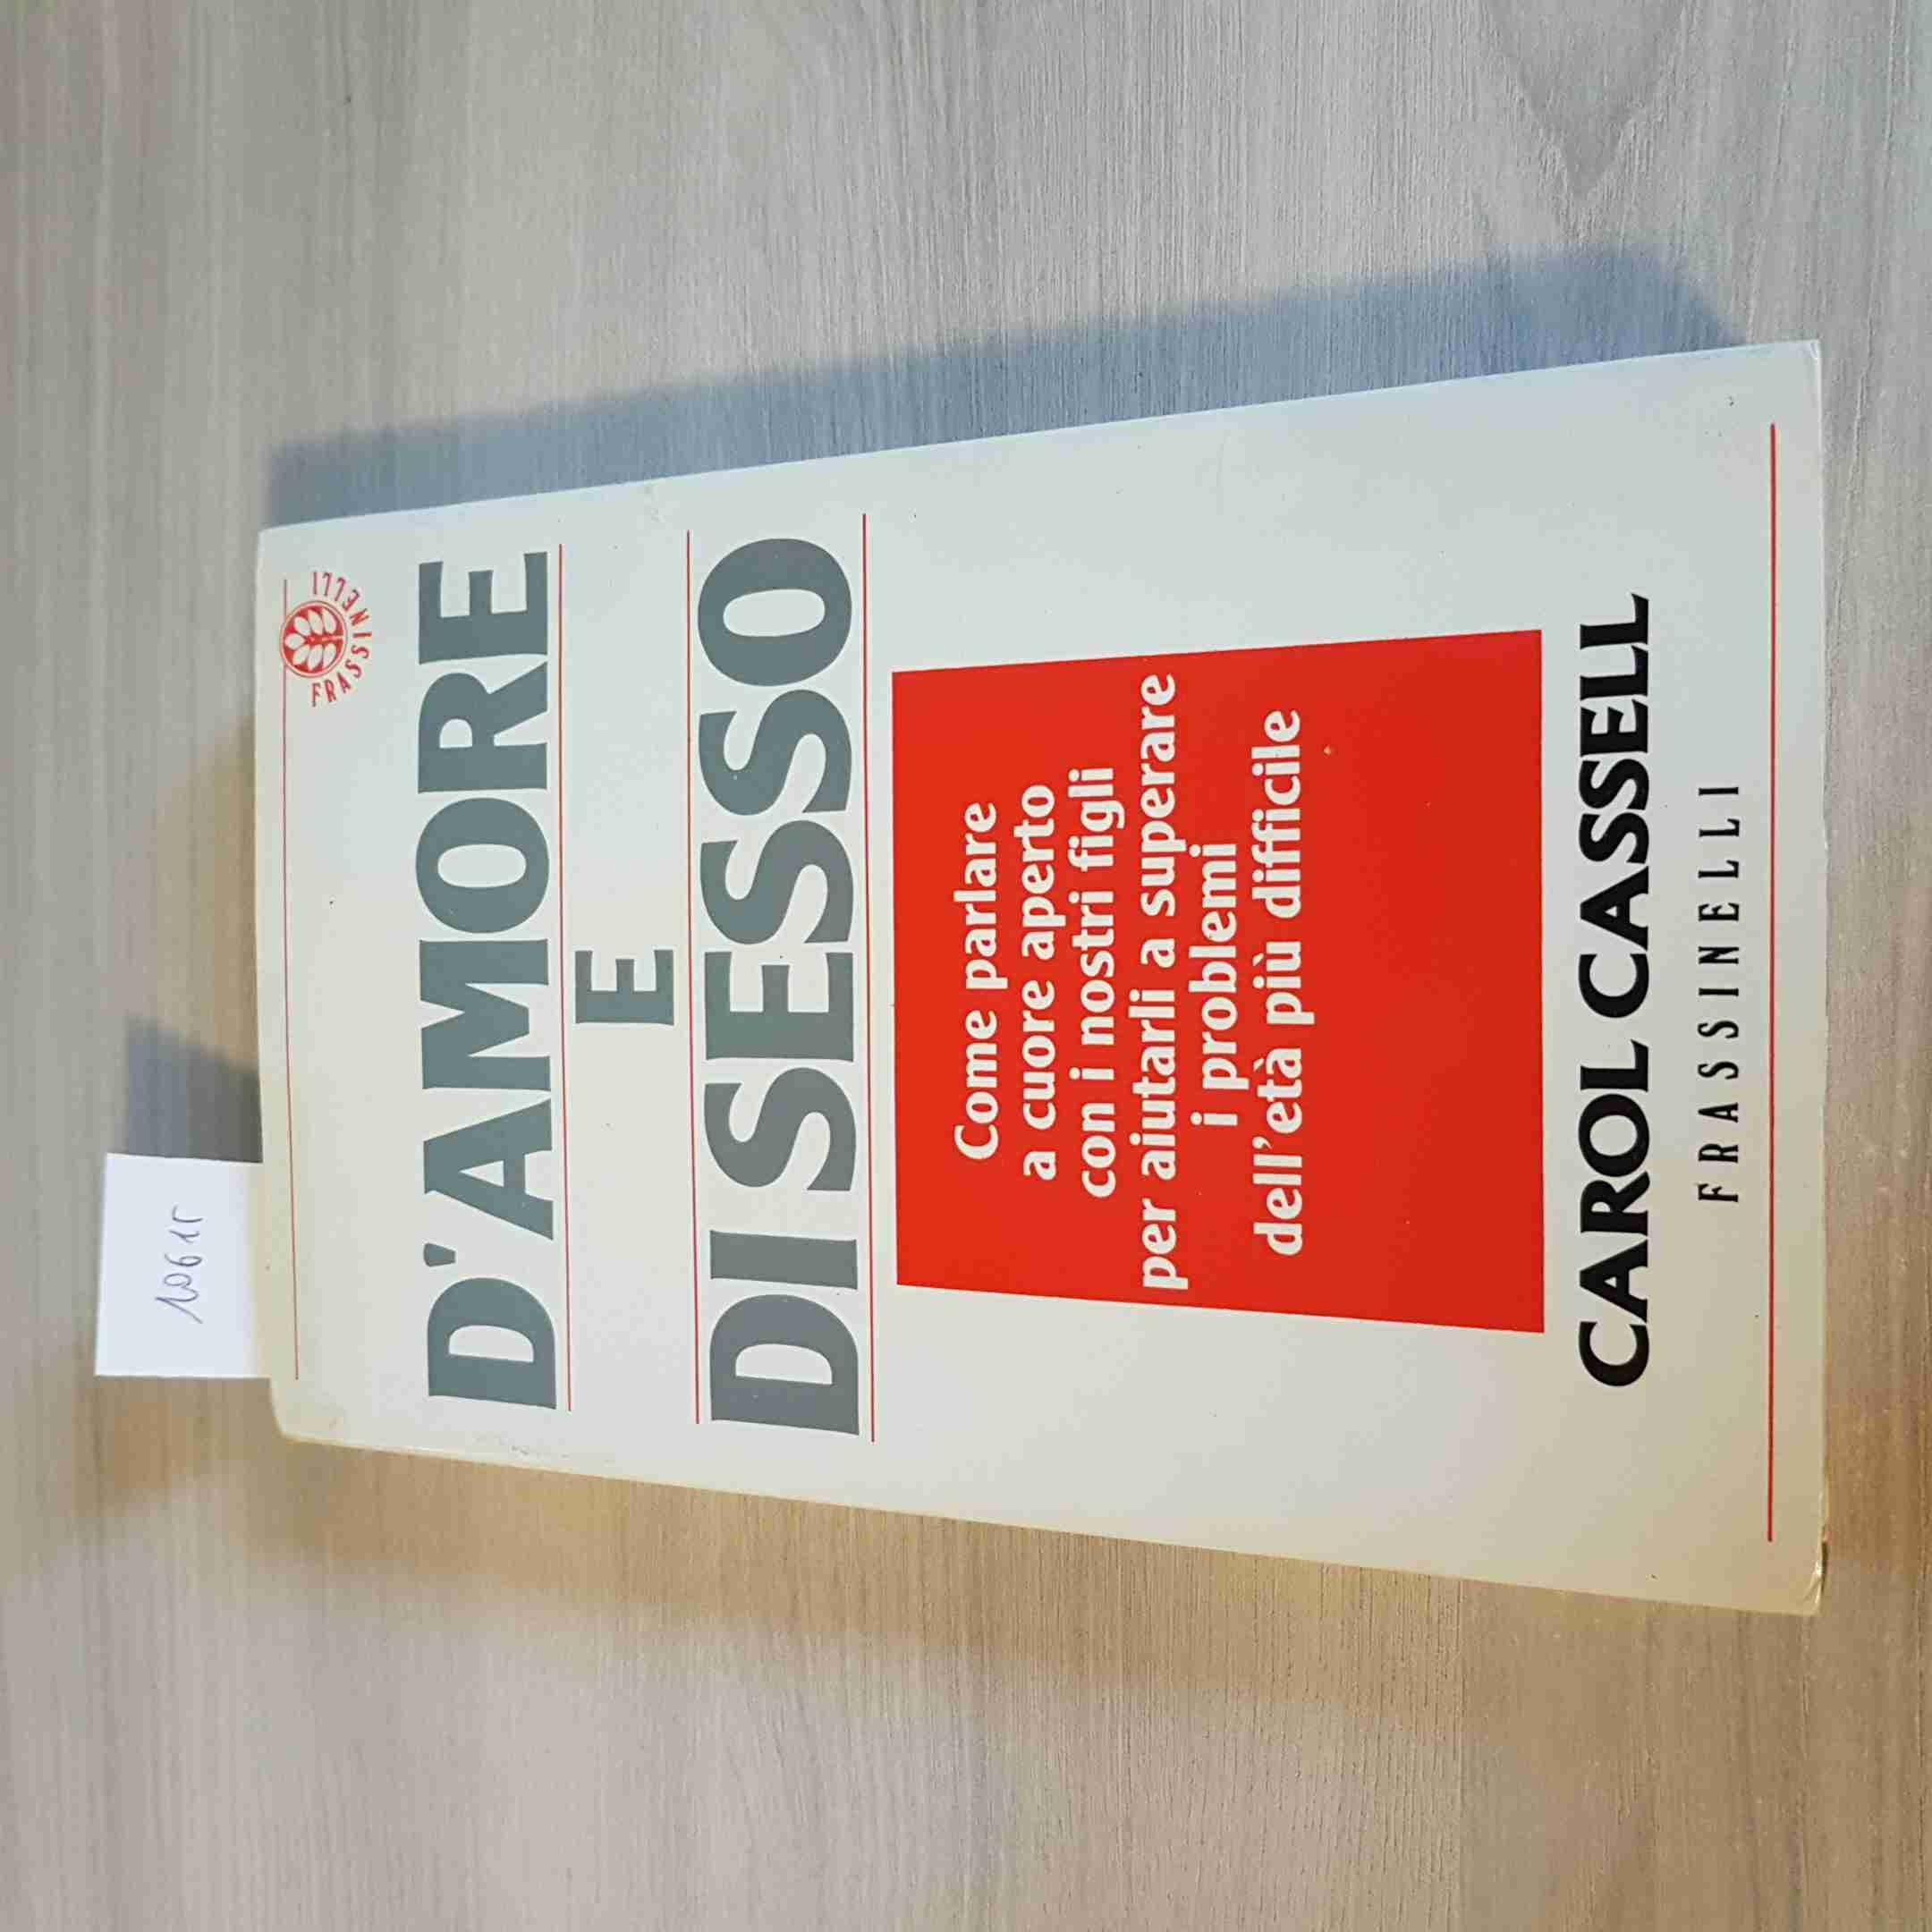 FRASSINELLI
D'AMORE
E
DI SESSO
Come parlare
a cuore aperto
con i nostri figli
per aiutarli a superare
i problemi
dell'età più difficile
CAROL CASSELL
FRASSINELLI